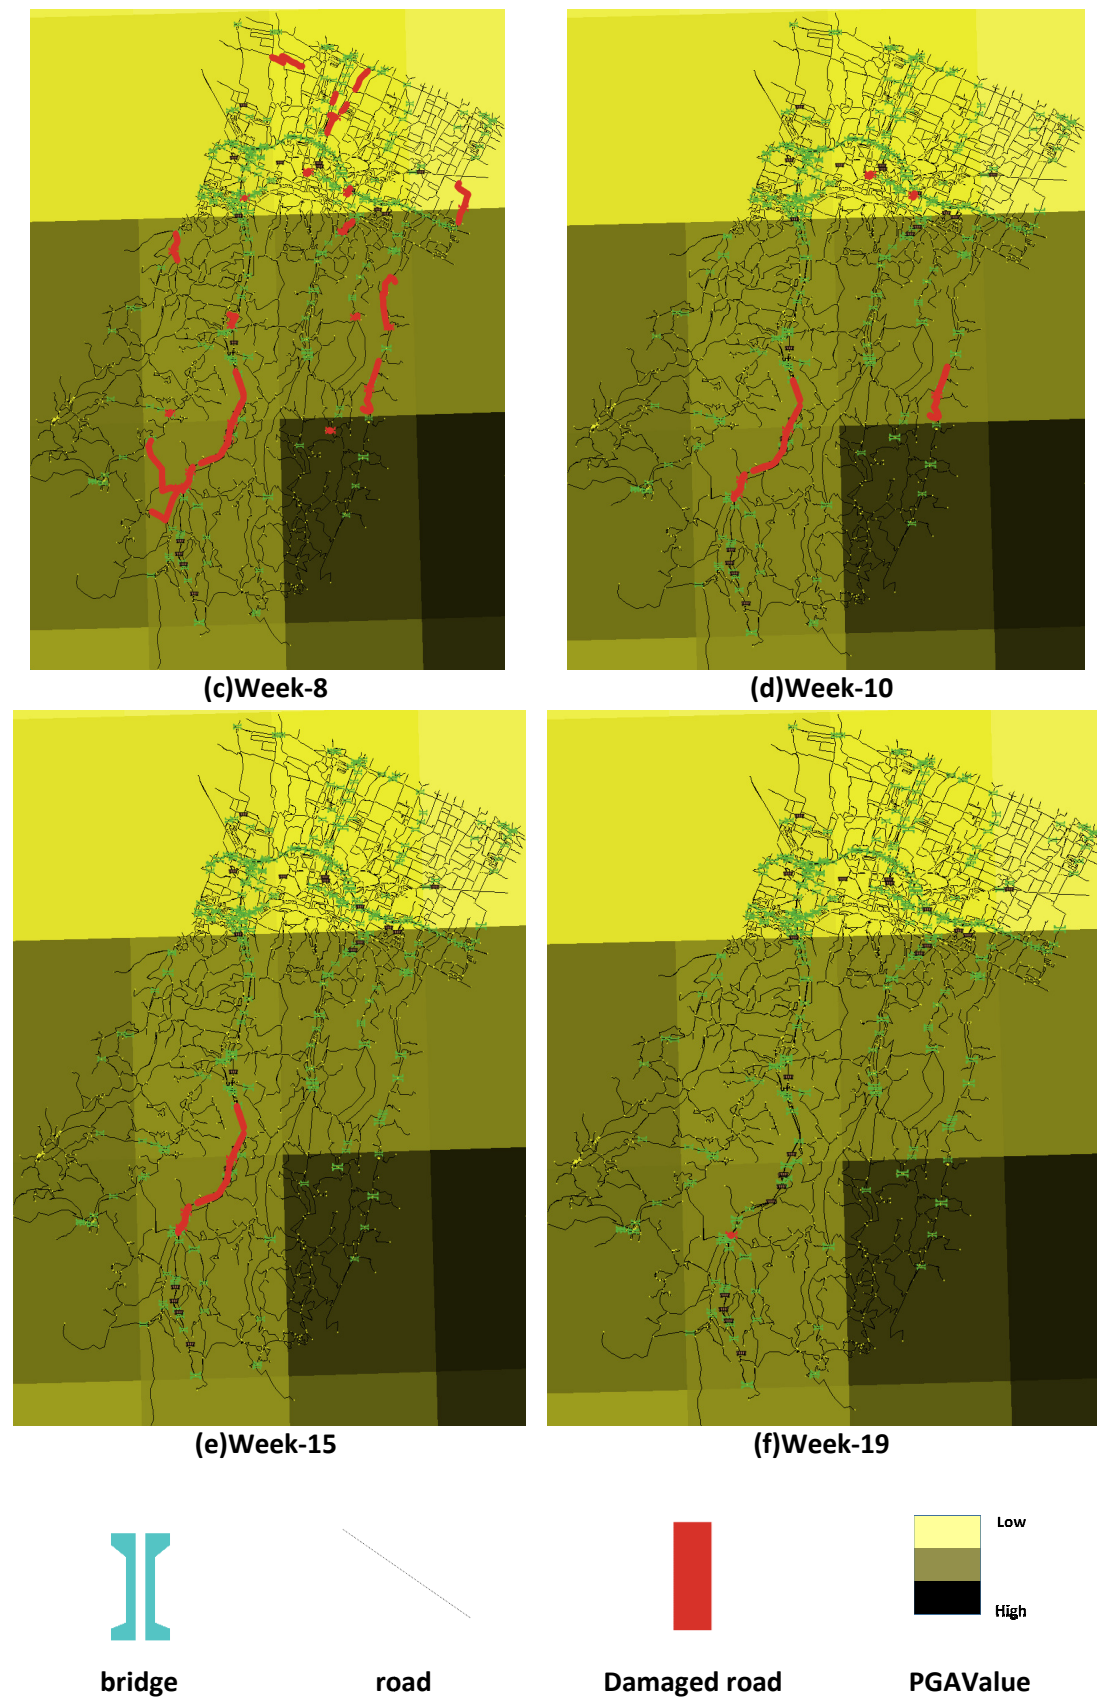 (c)Week-8
(d)Week-10
(e)Week-15
(f)Week-19
Low
High
bridge
road
Damaged road
PGAValue